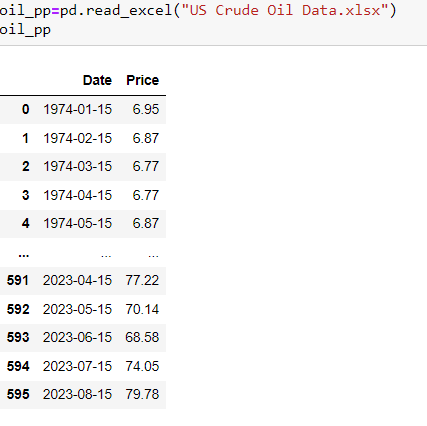 oil_pp=pd.read_excel("US Crude Oil Data.xlsx")
oil_pp
Date Price
0 1974-01-15 6.95
1 1974-02-15 6.87
2 1974-03-15 6.77
3 1974-04-15 6.77
4 1974-05-15 6.87
... ... ...
591 2023-04-15 77.22
592 2023-05-15 70.14
593 2023-06-15 68.58
594 2023-07-15 74.05
595 2023-08-15 79.78